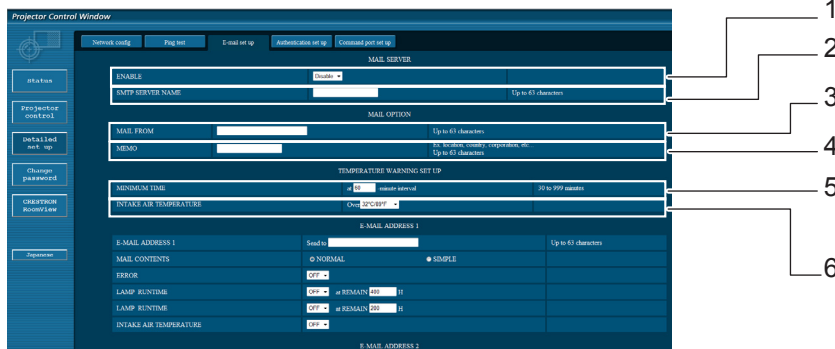 Projector Control Window
Network config Ping test E-mail set up Authentication set up Command port set up
MAIL SERVER
ENABLE Disable
SMTP SERVER NAME Up to 63 characters
MAIL OPTION
MAIL FROM Up to 63 characters
MEMO Ex. location, country, corporation, etc...
Up to 63 characters
TEMPERATURE WARNING SET UP
MINIMUM TIME at 60 minute interval 30 to 999 minutes
INTAKE AIR TEMPERATURE Over 32°C/89°F
E-MAIL ADDRESS 1
E-MAIL ADDRESS 1 Send to Up to 63 characters
MAIL CONTENTS NORMAL SIMPLE
ERROR OFF
LAMP RUNTIME OFF at REMAIN 400 H
LAMP RUNTIME OFF at REMAIN 200 H
INTAKE AIR TEMPERATURE OFF
E-MAIL ADDRESS 2
Status
Projector
control
Detailed
set up
Change
password
CRESTRON
RoomView
Japanese
1
2
3
4
5
6